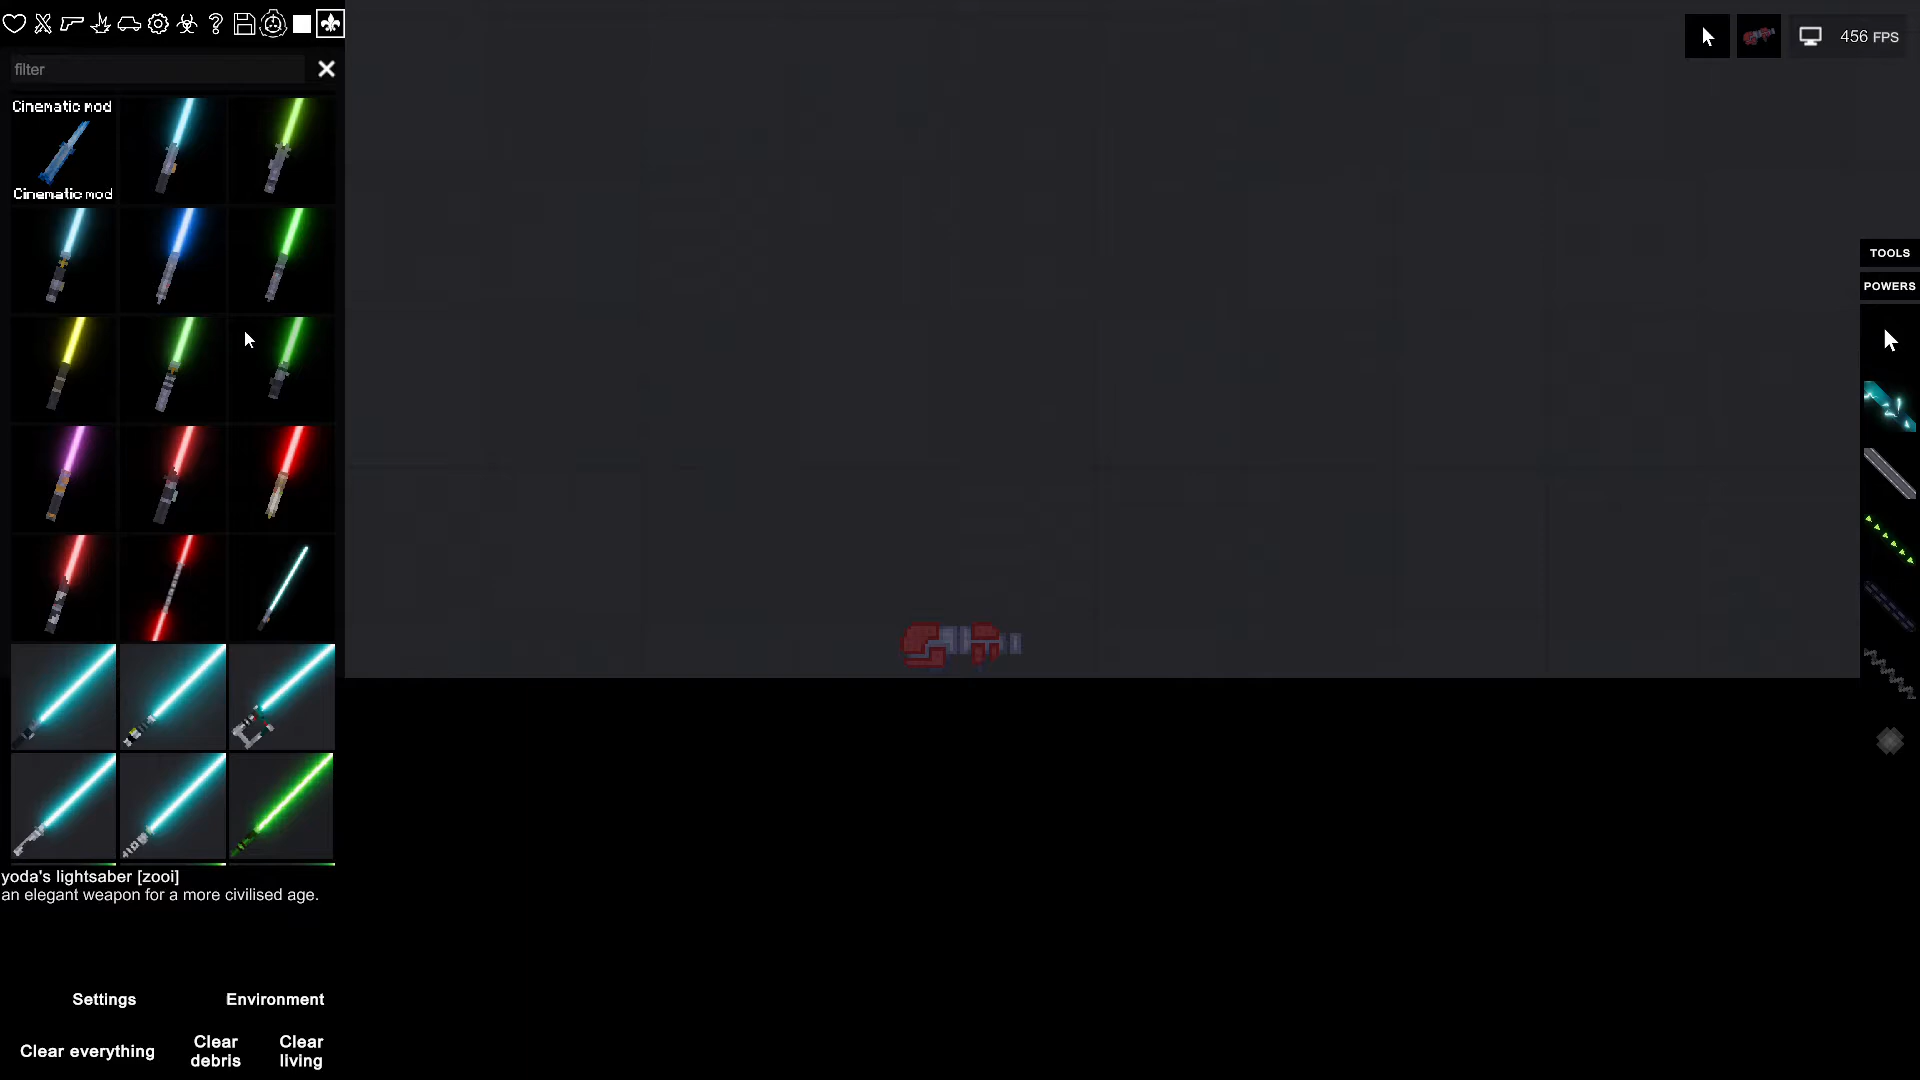 filter
456 FPS
Cinematic mod
Cinematic mod
TOOLS
POWERS
yoda's lightsaber [zooi]
an elegant weapon for a more civilised age.
Settings
Environment
Clear everything
Clear
debris
Clear
living